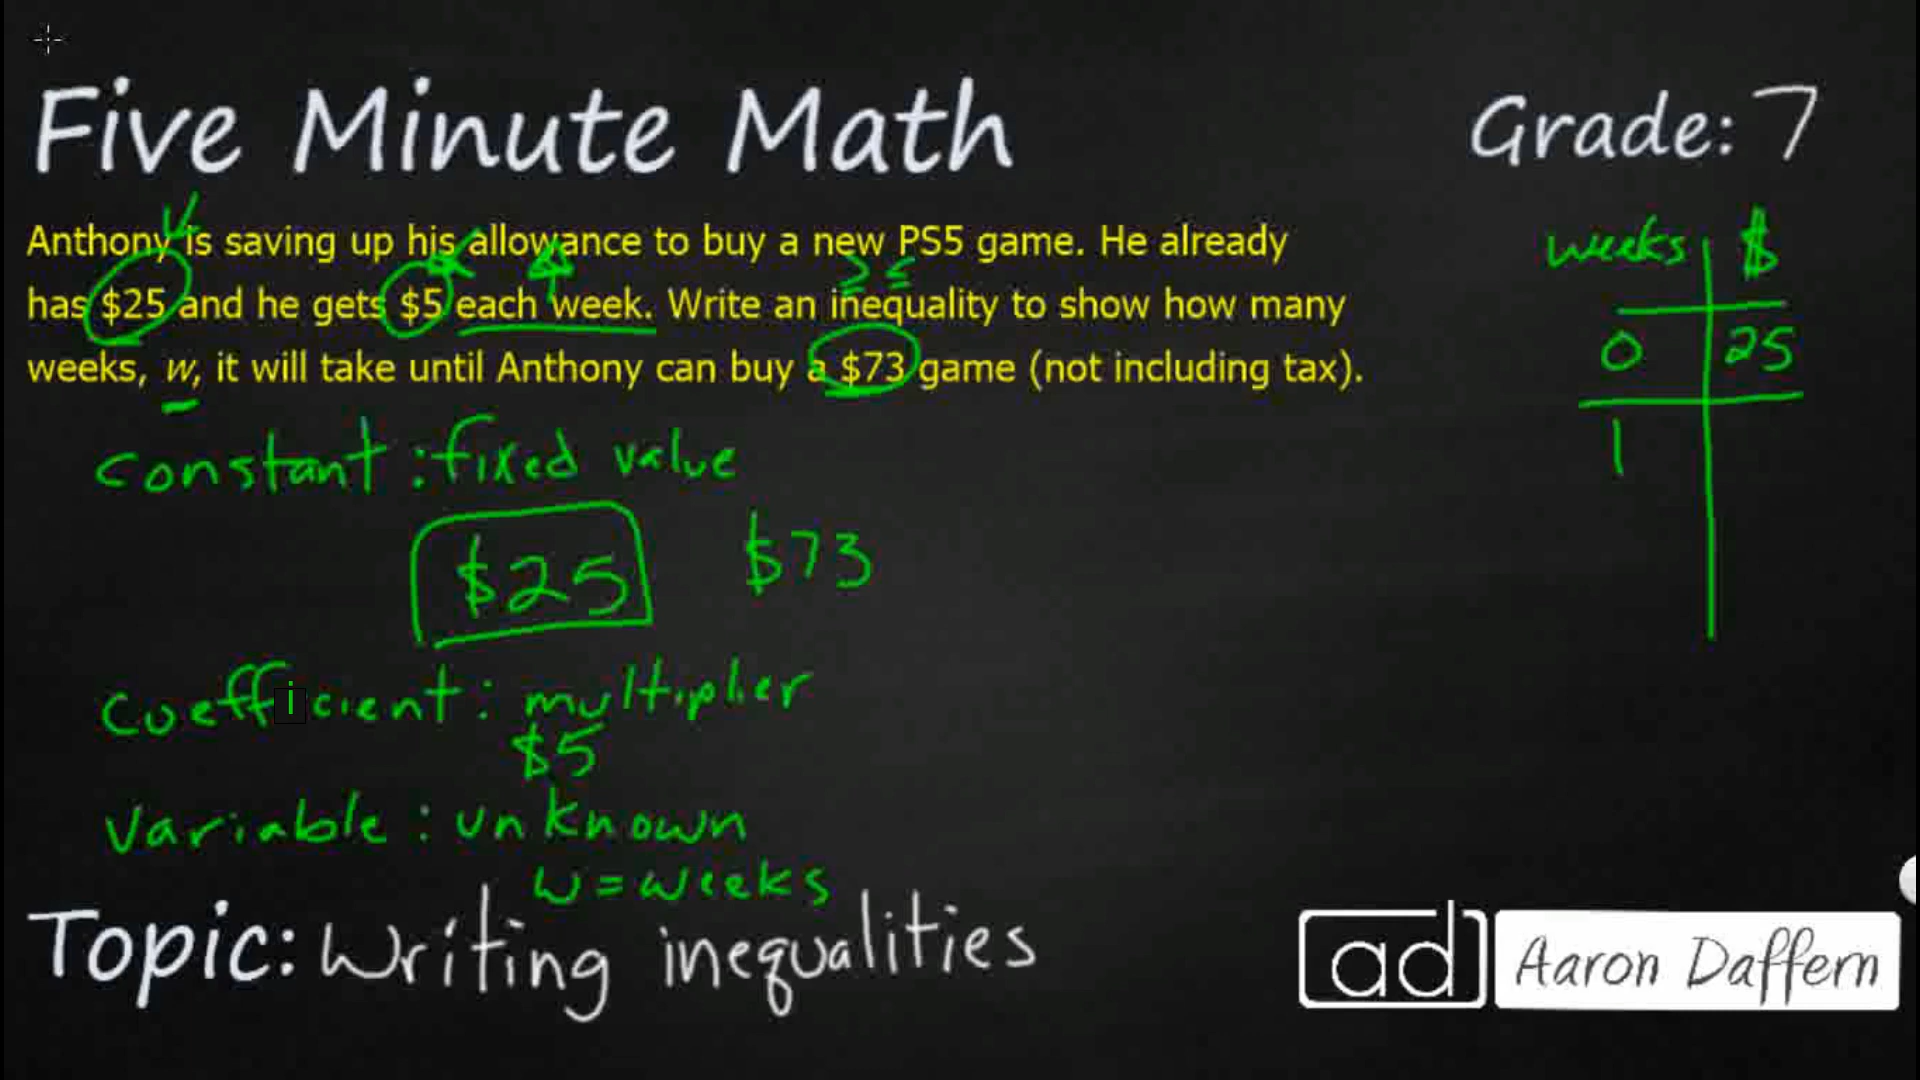 Five Minute Math
Grade: 7
Anthony is saving up his allowance to buy a new PS5 game. He already
has $25 and he gets $5 each week. Write an inequality to show how many
weeks, w, it will take until Anthony can buy a $73 game (not including tax).
≥ ≤
weeks $
0 25
1
constant: fixed value
$25 $73
coefficient: multiplier
$5
Variable: unknown
w = weeks
Topic: Writing inequalities
ad Aaron Daffern